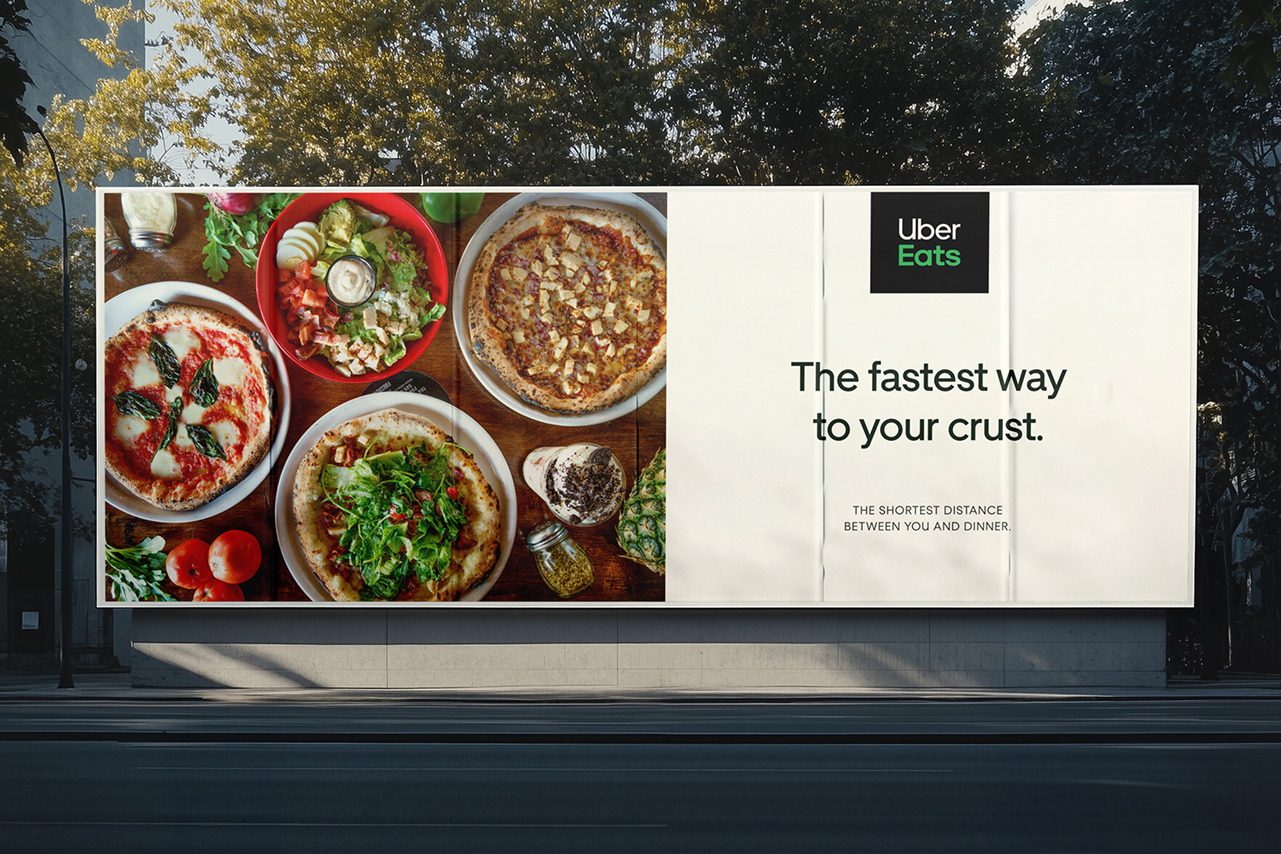 Uber
Eats
The fastest way
to your crust.
THE SHORTEST DISTANCE
BETWEEN YOU AND DINNER.